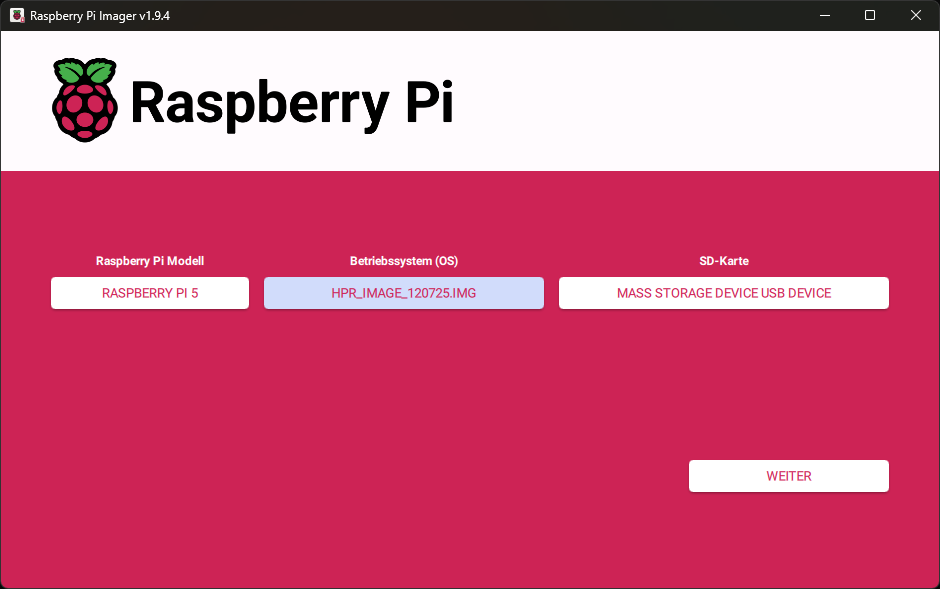 Raspberry Pi Imager v1.9.4
Raspberry Pi
Raspberry Pi Modell
Betriebssystem (OS)
SD-Karte
RASPBERRY PI 5
HPR_IMAGE_120725.IMG
MASS STORAGE DEVICE USB DEVICE
WEITER